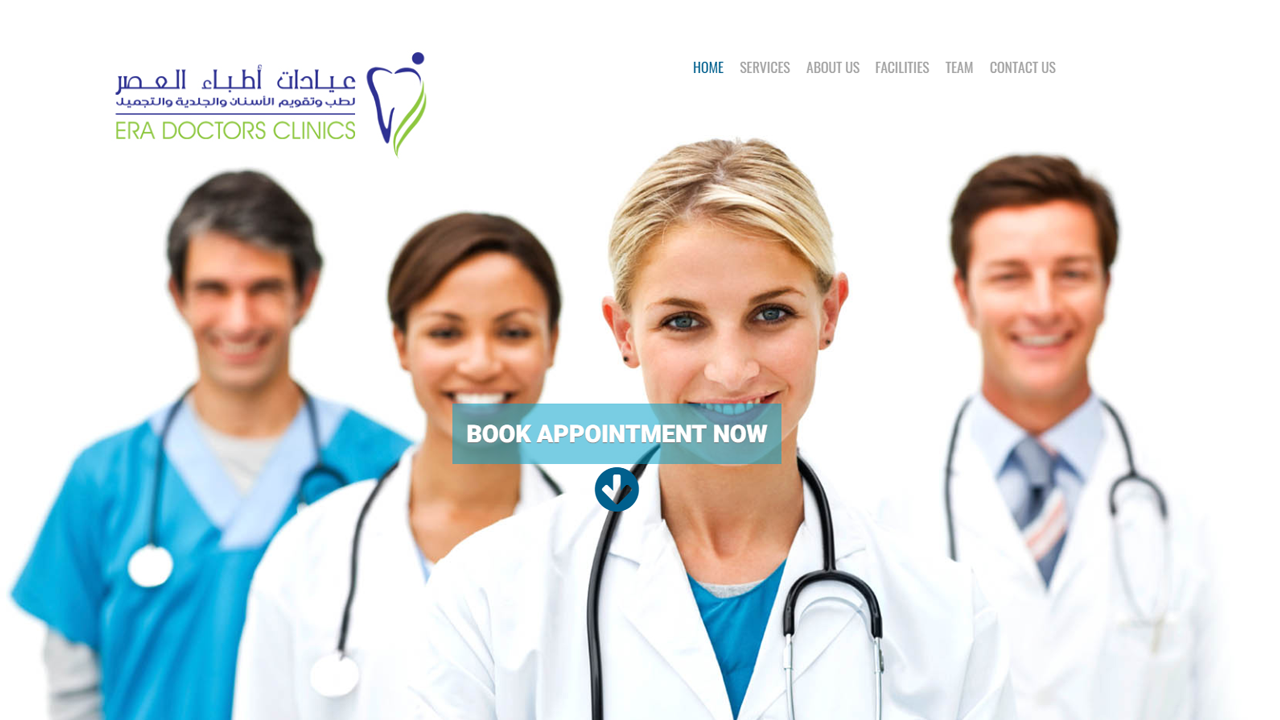 عيادات أطباء العصر
لطب وتقويم الأسنان والجلدية والتجميل
ERA DOCTORS CLINICS
HOME SERVICES ABOUT US FACILITIES TEAM CONTACT US
BOOK APPOINTMENT NOW